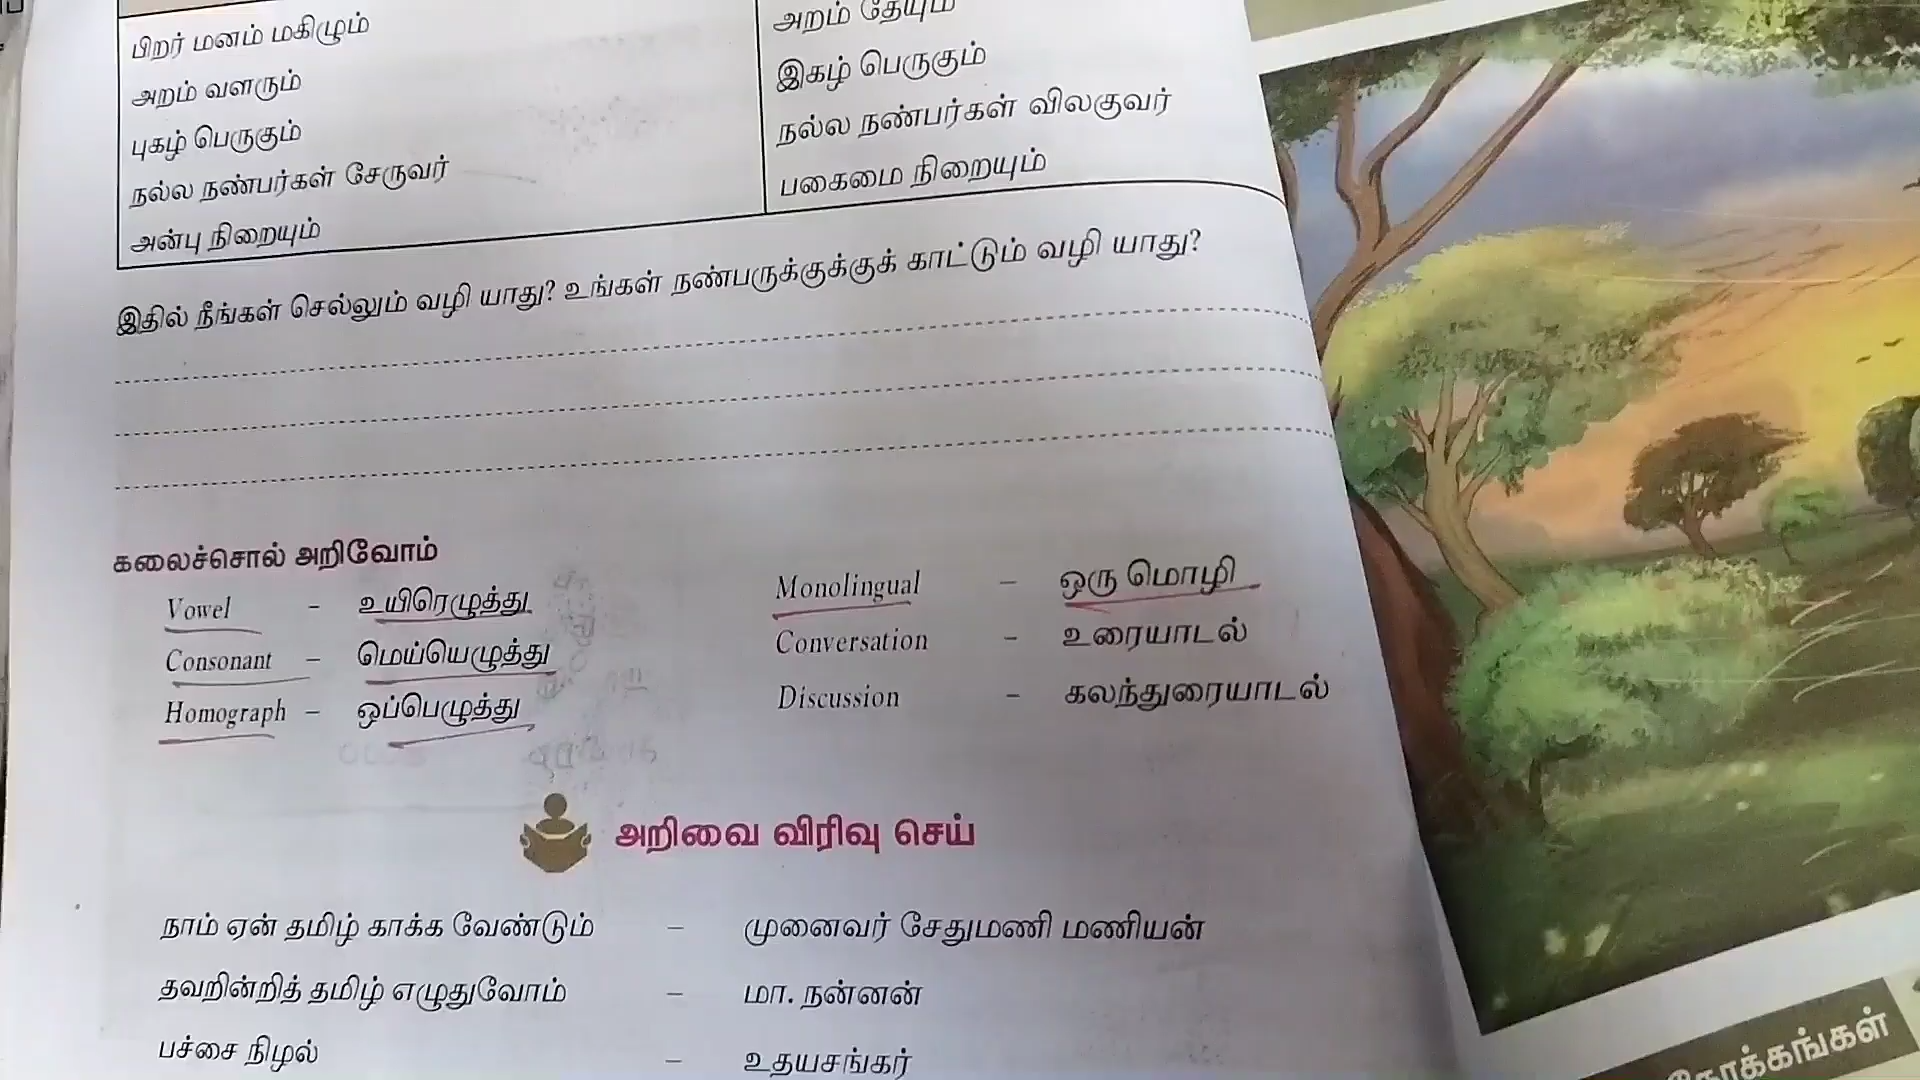 பிறர் மனம் மகிழும்
அறம் வளரும்
புகழ் பெருகும்
நல்ல நண்பர்கள் சேருவர்
அன்பு நிறையும்
அறம் தேயும்
இகழ் பெருகும்
நல்ல நண்பர்கள் விலகுவர்
பகைமை நிறையும்
இதில் நீங்கள் செல்லும் வழி யாது? உங்கள் நண்பருக்குக்குக் காட்டும் வழி யாது?
கலைச்சொல் அறிவோம்
Vowel - உயிரெழுத்து
Consonant – மெய்யெழுத்து
Homograph – ஒப்பெழுத்து
Monolingual – ஒரு மொழி
Conversation – உரையாடல்
Discussion – கலந்துரையாடல்
அறிவை விரிவு செய்
நாம் ஏன் தமிழ் காக்க வேண்டும் – முனைவர் சேதுமணி மணியன்
தவறின்றித் தமிழ் எழுதுவோம் – மா. நன்னன்
பச்சை நிழல் – உதயசங்கர்